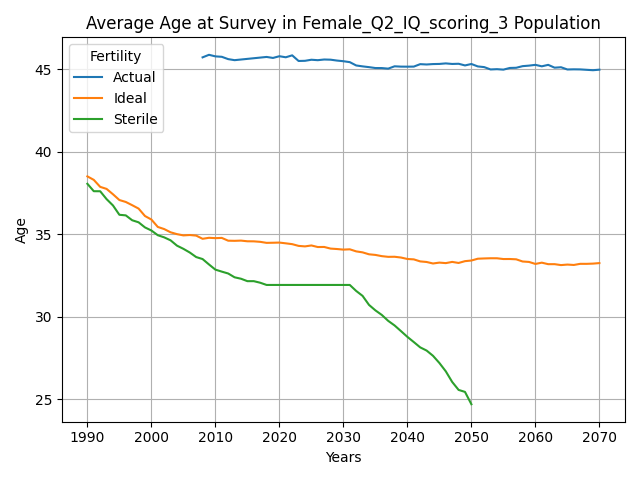 Average Age at Survey in Female_Q2_IQ_scoring_3 Population
Fertility
Actual
Ideal
Sterile
45
40
35
30
25
Age
1990 2000 2010 2020 2030 2040 2050 2060 2070
Years